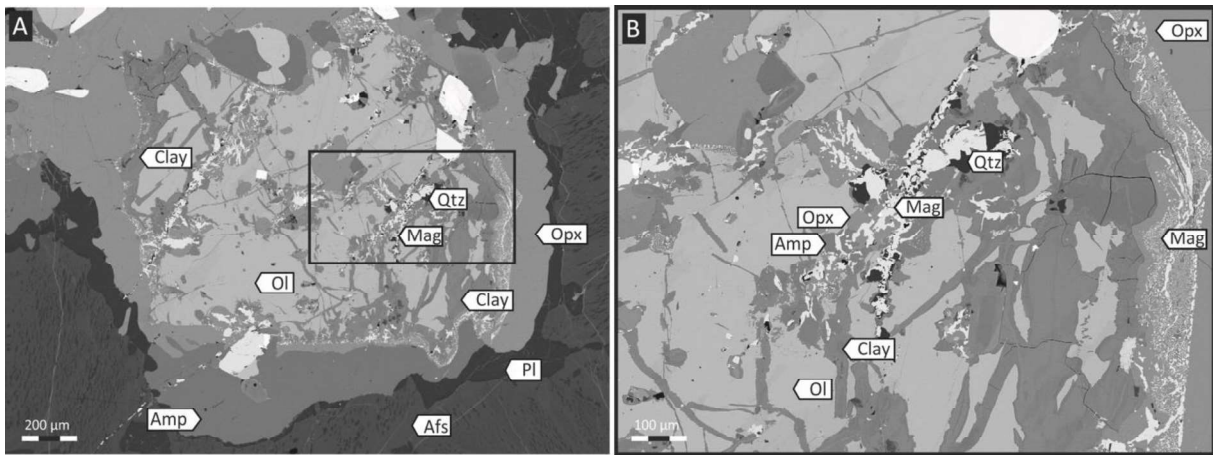 A
Clay
Qtz
Mag
Opx
Ol
Clay
Pl
Amp
Afs
200 µm
B
Opx
Qtz
Opx
Mag
Amp
Mag
Clay
Ol
100 µm